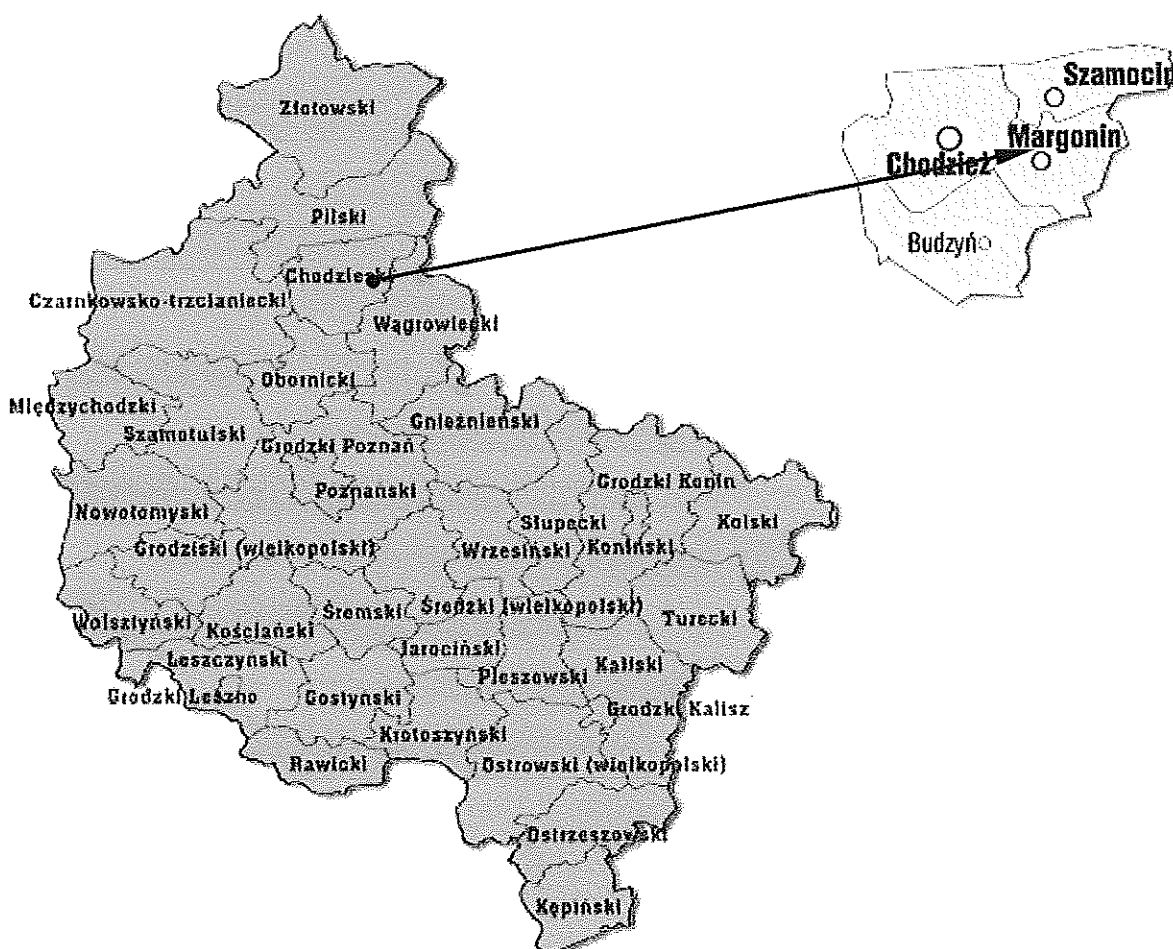 Złotowski
Szamocin
Margonin
Chodzież
Budzyń
Pilski
Chodzieski
Czarnkowsko-trzcianiecki
Wągrowiecki
Obornicki
Międzychodzki
Szamotulski
Gnieźnieński
Grodzki Poznań
Poznański
Grodzki Konin
Nowotomyski
Słupecki
Kolski
Grodziski (wielkopolski)
Wrzesiński
Koniński
Wolsztyński
Kościański
Śremski
Średzki (wielkopolski)
Turecki
Jarociński
Leszczyński
Pleszewski
Kaliski
Grodzki Leszno
Gostyński
Grodzki Kalisz
Krotoszyński
Rawicki
Ostrowski (wielkopolski)
Ostrzeszowski
Kępiński